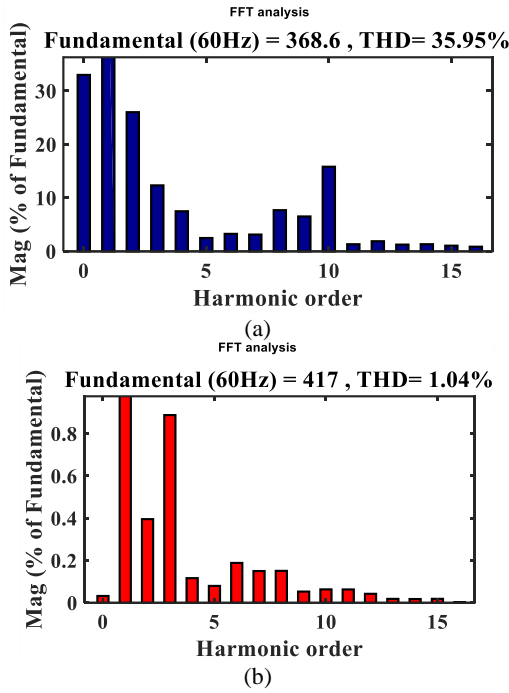 FFT analysis
Fundamental (60Hz) = 368.6 , THD= 35.95%
Mag (% of Fundamental)
30
20
10
0
0 5 10 15
Harmonic order
(a)
FFT analysis
Fundamental (60Hz) = 417 , THD= 1.04%
Mag (% of Fundamental)
0.8
0.6
0.4
0.2
0
0 5 10 15
Harmonic order
(b)